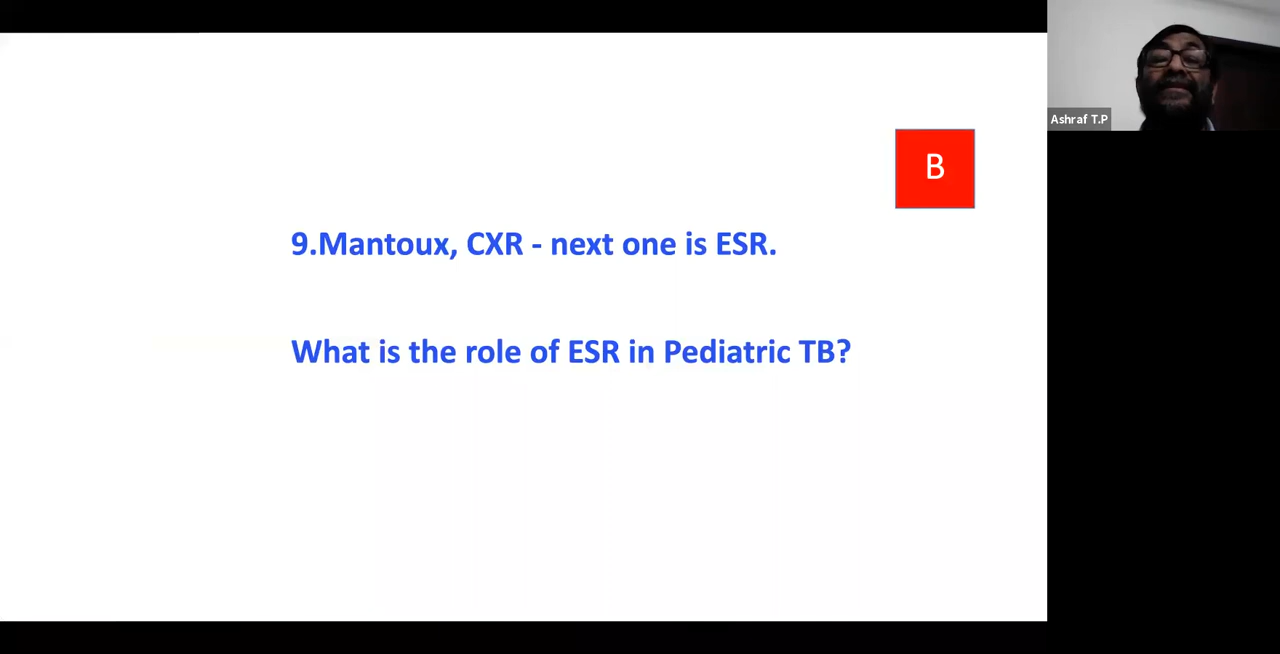 B
9.Mantoux, CXR - next one is ESR.
What is the role of ESR in Pediatric TB?
Ashraf T.P